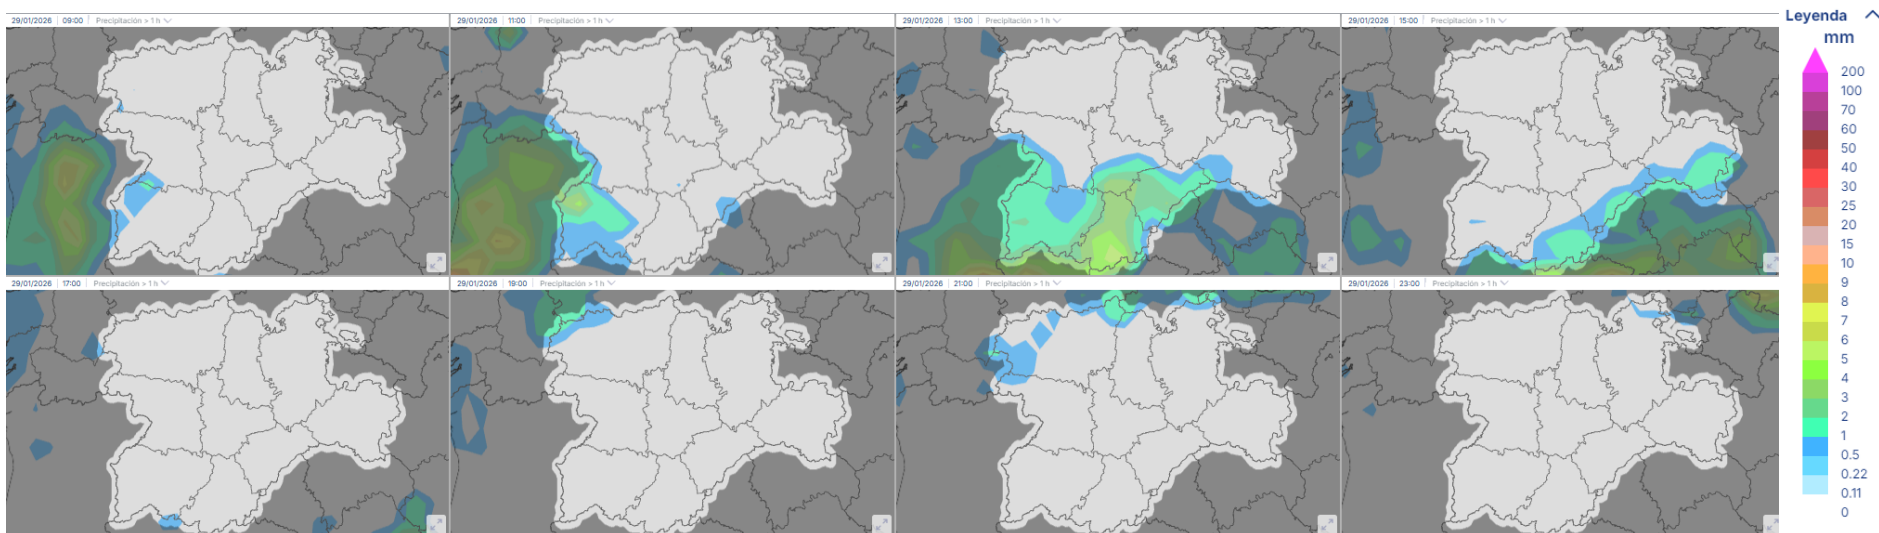 29/01/2026 | 09:00 | Precipitación > 1 h
29/01/2026 | 11:00 | Precipitación > 1 h
29/01/2026 | 13:00 | Precipitación > 1 h
29/01/2026 | 15:00 | Precipitación > 1 h
Leyenda
mm
200
100
70
60
50
40
30
25
20
15
10
9
8
7
6
5
4
3
2
1
0.5
0.22
0.11
0
29/01/2026 | 17:00 | Precipitación > 1 h
29/01/2026 | 19:00 | Precipitación > 1 h
29/01/2026 | 21:00 | Precipitación > 1 h
29/01/2026 | 23:00 | Precipitación > 1 h